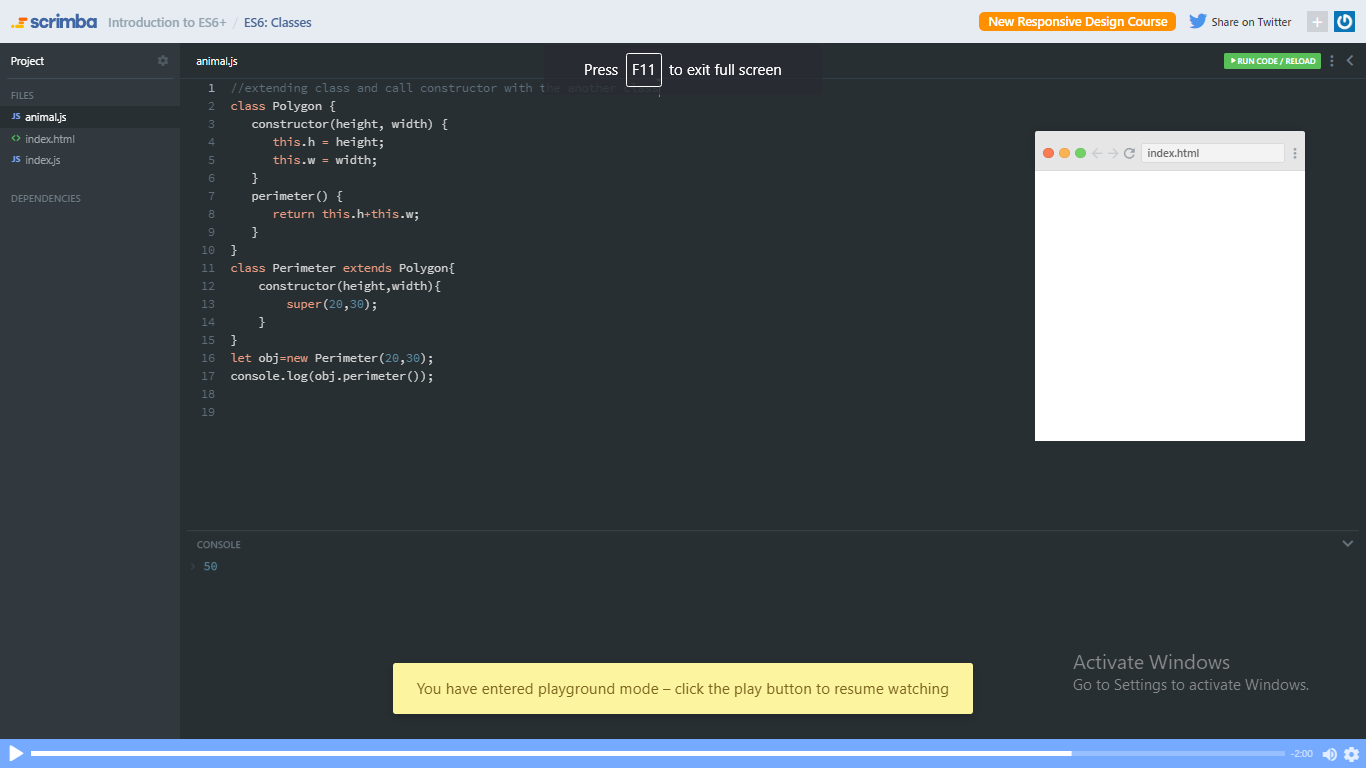 scrimba Introduction to ES6+ / ES6: Classes
New Responsive Design Course Share on Twitter +
Project
animal.js
Press F11 to exit full screen
RUN CODE / RELOAD
FILES
JS animal.js
<> index.html
JS index.js
DEPENDENCIES
1 //extending class and call constructor with the another
2 class Polygon {
3 constructor(height, width) {
4 this.h = height;
5 this.w = width;
6 }
7 perimeter() {
8 return this.h+this.w;
9 }
10 }
11 class Perimeter extends Polygon{
12 constructor(height,width){
13 super(20,30);
14 }
15 }
16 let obj=new Perimeter(20,30);
17 console.log(obj.perimeter());
18
19
index.html
CONSOLE
50
You have entered playground mode – click the play button to resume watching
Activate Windows
Go to Settings to activate Windows.
-2:00